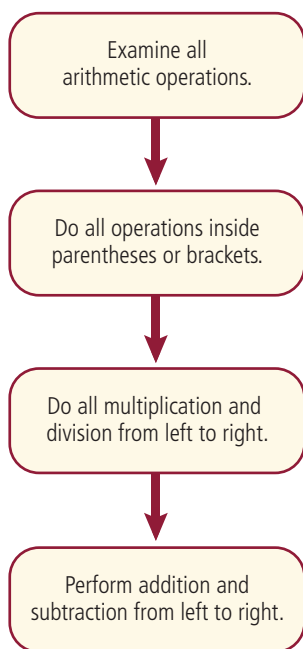 Examine all
arithmetic operations.
Do all operations inside
parentheses or brackets.
Do all multiplication and
division from left to right.
Perform addition and
subtraction from left to right.